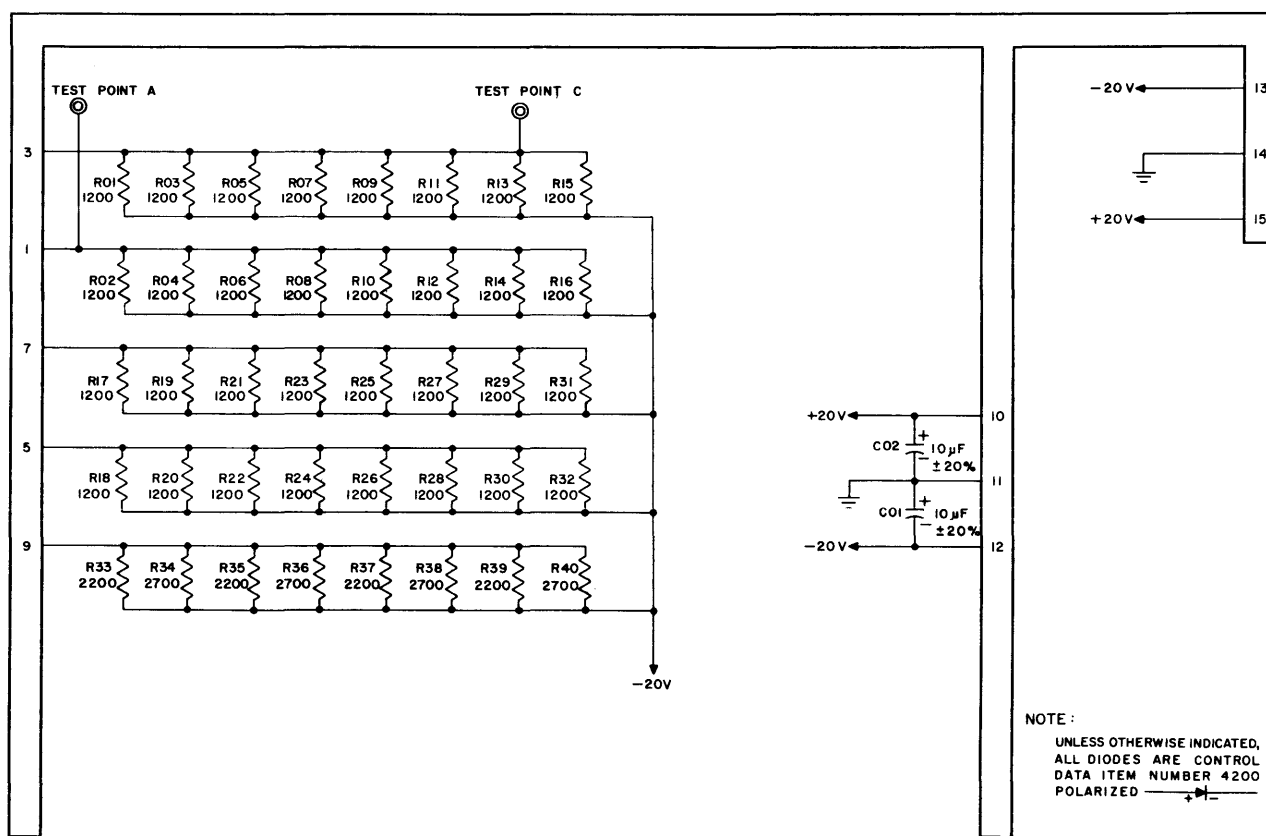 TEST POINT A
TEST POINT C
3
R01
1200
R03
1200
R05
1200
R07
1200
R09
1200
R11
1200
R13
1200
R15
1200
1
R02
1200
R04
1200
R06
1200
R08
1200
R10
1200
R12
1200
R14
1200
R16
1200
7
R17
1200
R19
1200
R21
1200
R23
1200
R25
1200
R27
1200
R29
1200
R31
1200
5
R18
1200
R20
1200
R22
1200
R24
1200
R26
1200
R28
1200
R30
1200
R32
1200
9
R33
2200
R34
2700
R35
2200
R36
2700
R37
2200
R38
2700
R39
2200
R40
2700
-20V
+20V
10
C02
+
-
10 µF
±20%
11
C01
+
-
10 µF
±20%
-20V
12
-20V
13
14
+20V
15
NOTE:
UNLESS OTHERWISE INDICATED,
ALL DIODES ARE CONTROL
DATA ITEM NUMBER 4200
POLARIZED + -